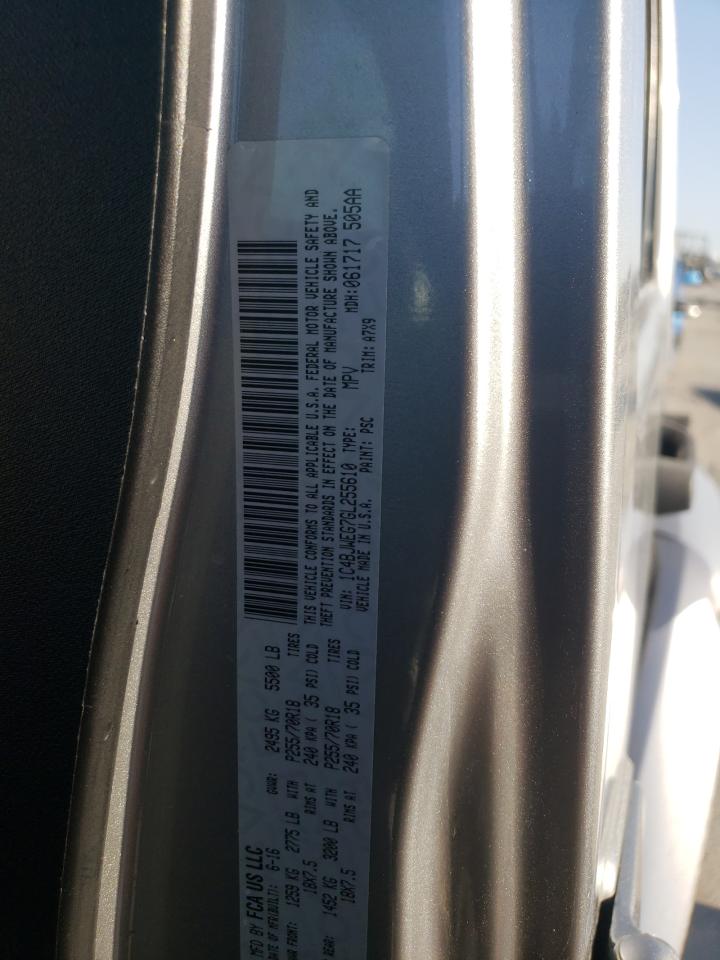 MFD BY FCA US LLC
DATE OF MFR(BUILT): 6-16 GVWR: 2495 KG 5500 LB
FRONT: 1259 KG 2775 LB WITH P255/70R18 TIRES
18X7.5 RIMS AT 240 KPA ( 35 PSI) COLD
REAR: 1452 KG 3200 LB WITH P255/70R18 TIRES
18X7.5 RIMS AT 240 KPA ( 35 PSI) COLD
THIS VEHICLE CONFORMS TO ALL APPLICABLE U.S.A. FEDERAL MOTOR VEHICLE SAFETY AND
THEFT PREVENTION STANDARDS IN EFFECT ON THE DATE OF MANUFACTURE SHOWN ABOVE.
VIN: 1C4BJWEG7GL255610 TYPE: MPV MDH:061717 505AA
VEHICLE MADE IN U.S.A. PAINT: PSC TRIM: A7X9